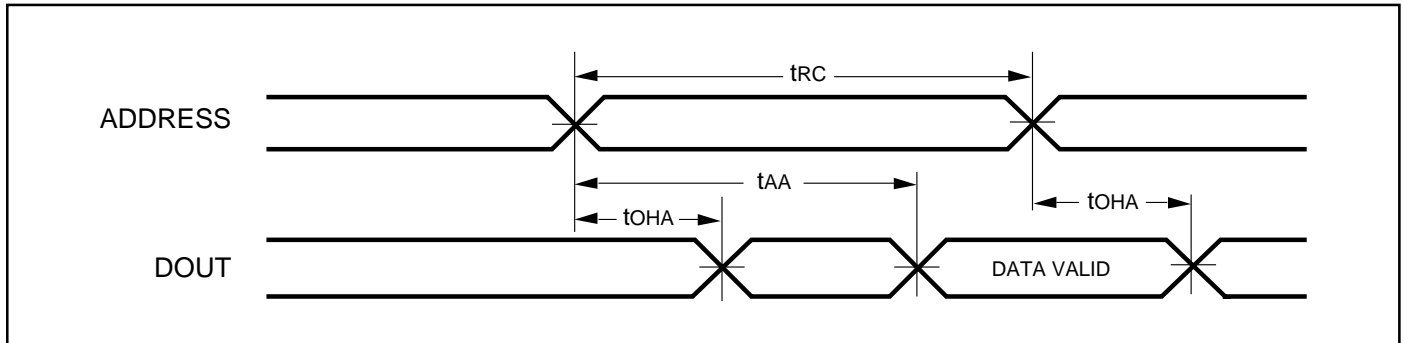 tRC
ADDRESS
tAA
tOHA
tOHA
DOUT
DATA VALID